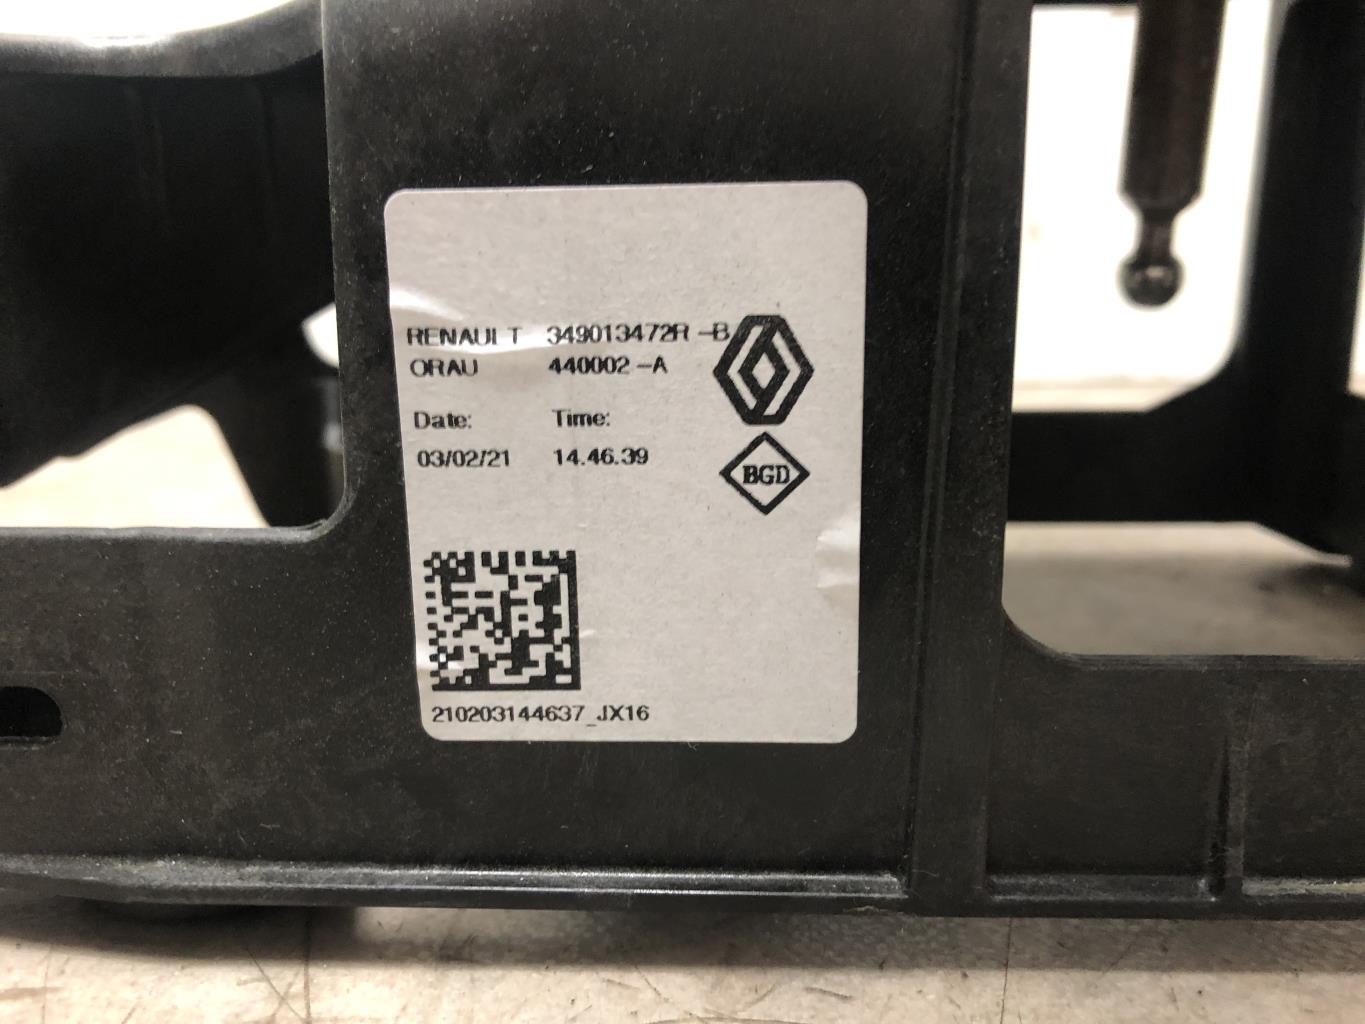 RENAULT 349013472R -B
ORAU 440002 -A
Date: Time:
03/02/21 14.46.39
BGD
210203144637_JX16